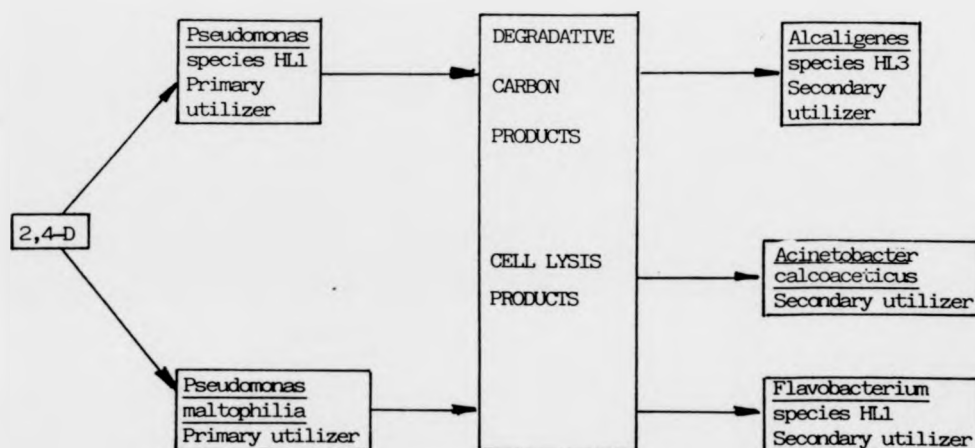 Pseudomonas
species HL1
Primary
utilizer
DEGRADATIVE
CARBON
PRODUCTS
CELL LYSIS
PRODUCTS
Alcaligenes
species HL3
Secondary
utilizer
2,4-D
Acinetobacter
calcoaceticus
Secondary utilizer
Pseudomonas
maltophilia
Primary utilizer
Flavobacterium
species HL1
Secondary utilizer